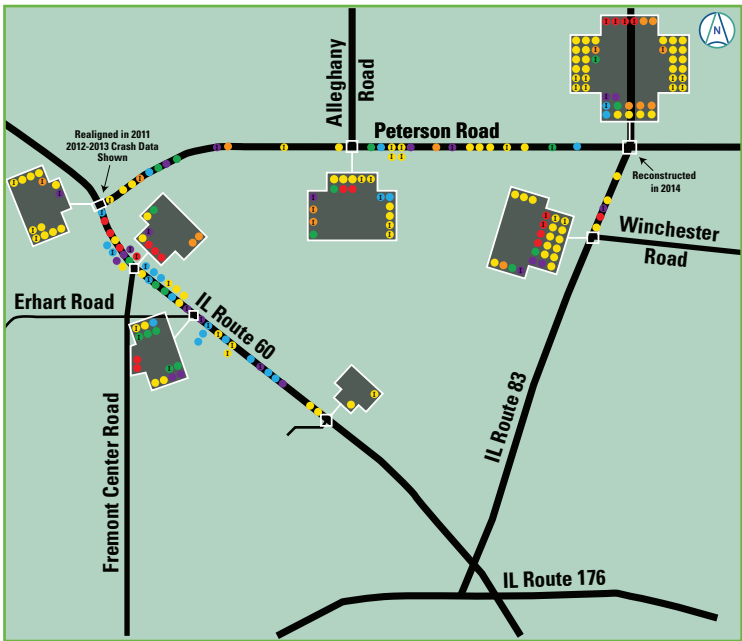 N
Alleghany
Road
Realigned in 2011
2012-2013 Crash Data
Shown
Peterson Road
Reconstructed
in 2014
Winchester
Road
Erhart Road
IL Route 60
IL Route 83
Fremont Center Road
IL Route 176